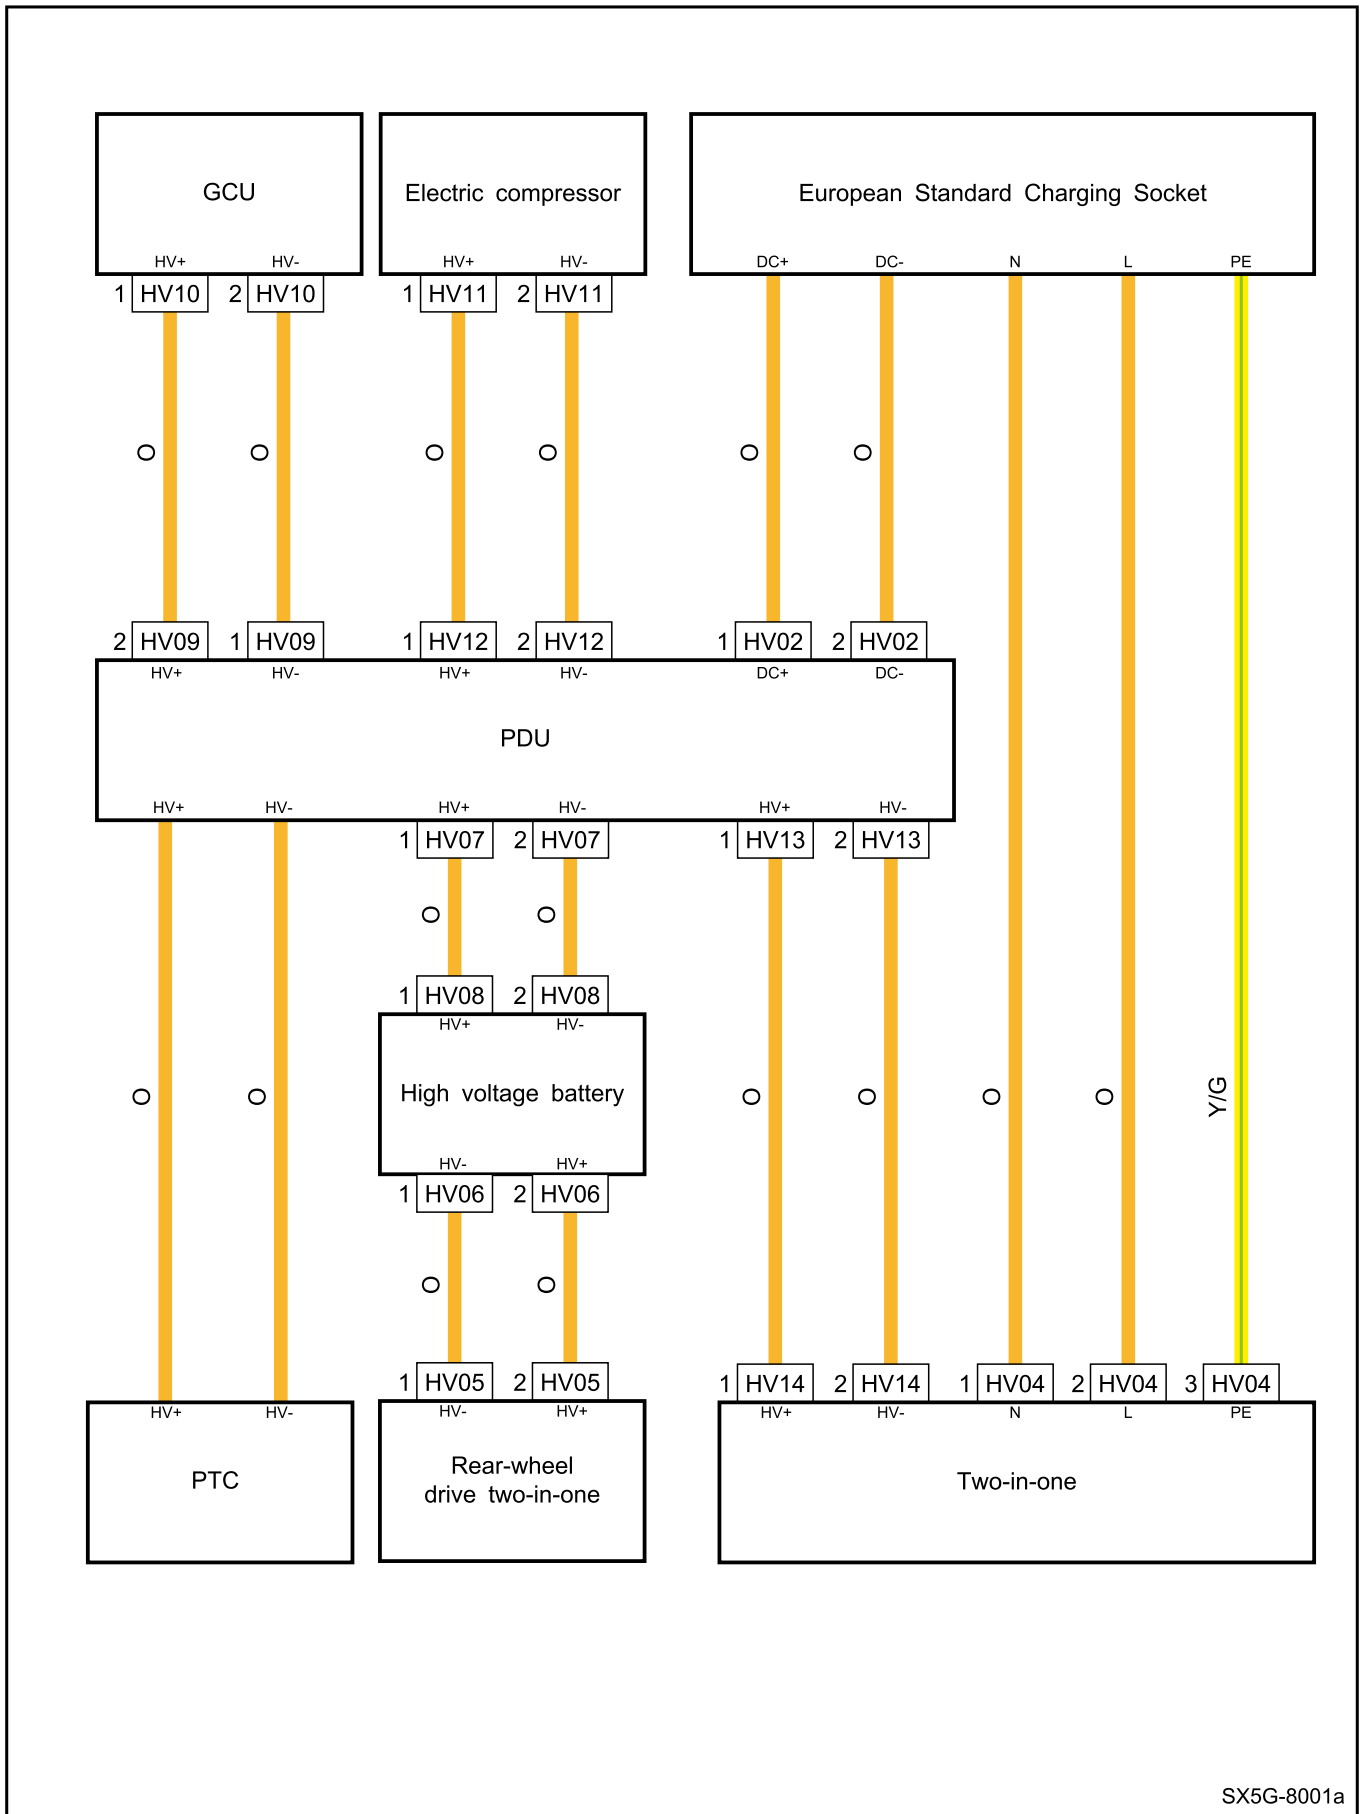 GCU
Electric compressor
European Standard Charging Socket
HV+ HV- HV+ HV- DC+ DC- N L PE
1 HV10 2 HV10 1 HV11 2 HV11
O O O O O O
2 HV09 1 HV09 1 HV12 2 HV12 1 HV02 2 HV02
HV+ HV- HV+ HV- DC+ DC-
PDU
HV+ HV- HV+ HV- HV+ HV-
1 HV07 2 HV07 1 HV13 2 HV13
O O
1 HV08 2 HV08
HV+ HV-
High voltage battery
O O O O O O Y/G
HV- HV+
1 HV06 2 HV06
O O
1 HV05 2 HV05 1 HV14 2 HV14 1 HV04 2 HV04 3 HV04
HV+ HV- HV- HV+ HV+ HV- N L PE
PTC
Rear-wheel
drive two-in-one
Two-in-one
SX5G-8001a